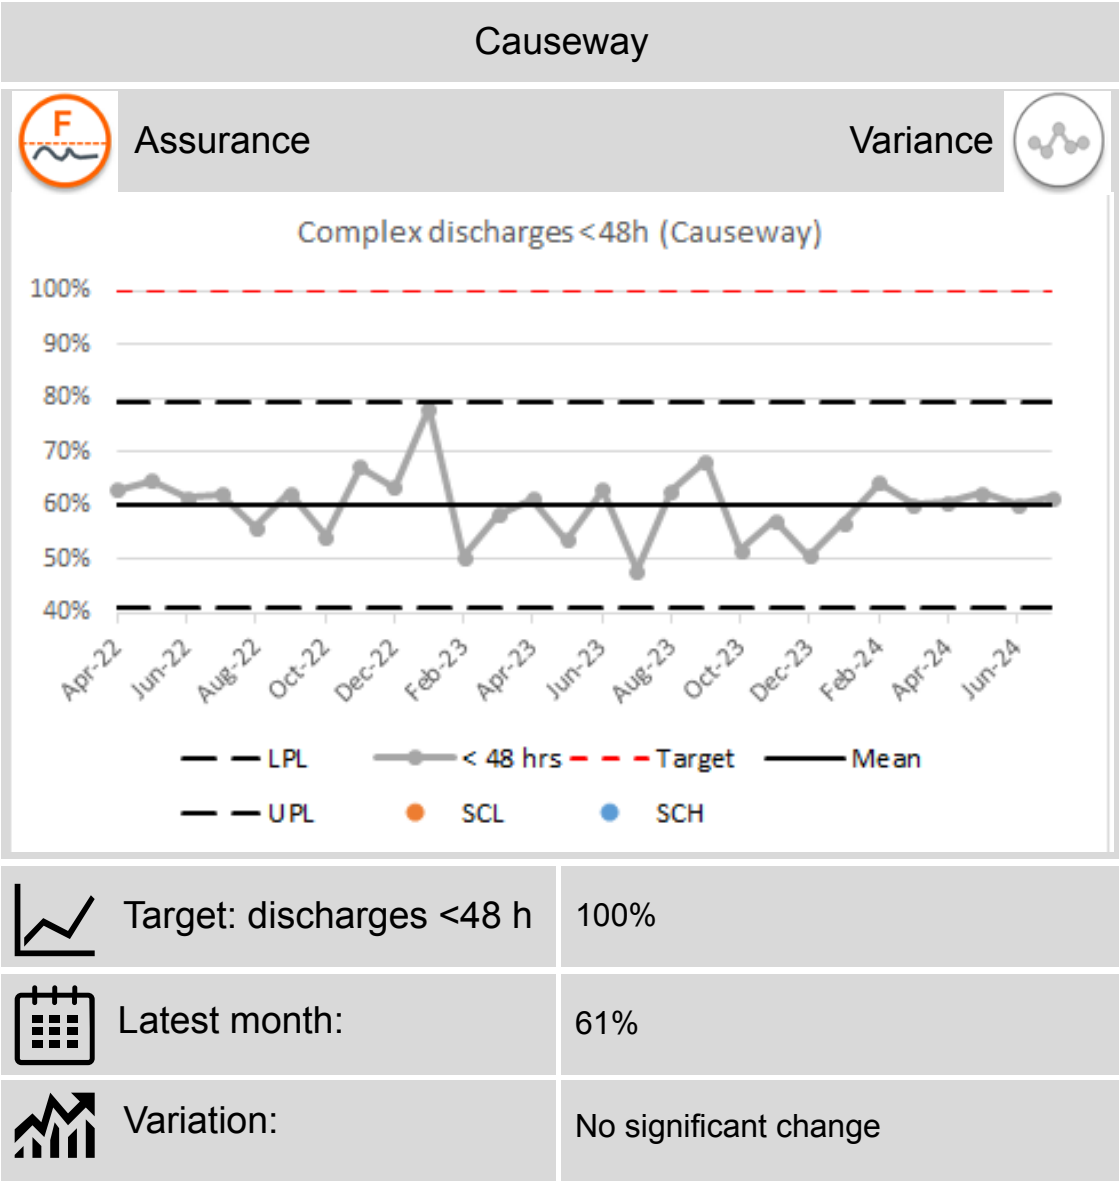 Causeway
F
Assurance
Variance
Complex discharges <48h (Causeway)
100%
90%
80%
70%
60%
50%
40%
Apr-22 Jun-22 Aug-22 Oct-22 Dec-22 Feb-23 Apr-23 Jun-23 Aug-23 Oct-23 Dec-23 Feb-24 Apr-24 Jun-24
LPL < 48 hrs Target Mean
UPL SCL SCH
Target: discharges <48 h 100%
Latest month: 61%
Variation: No significant change